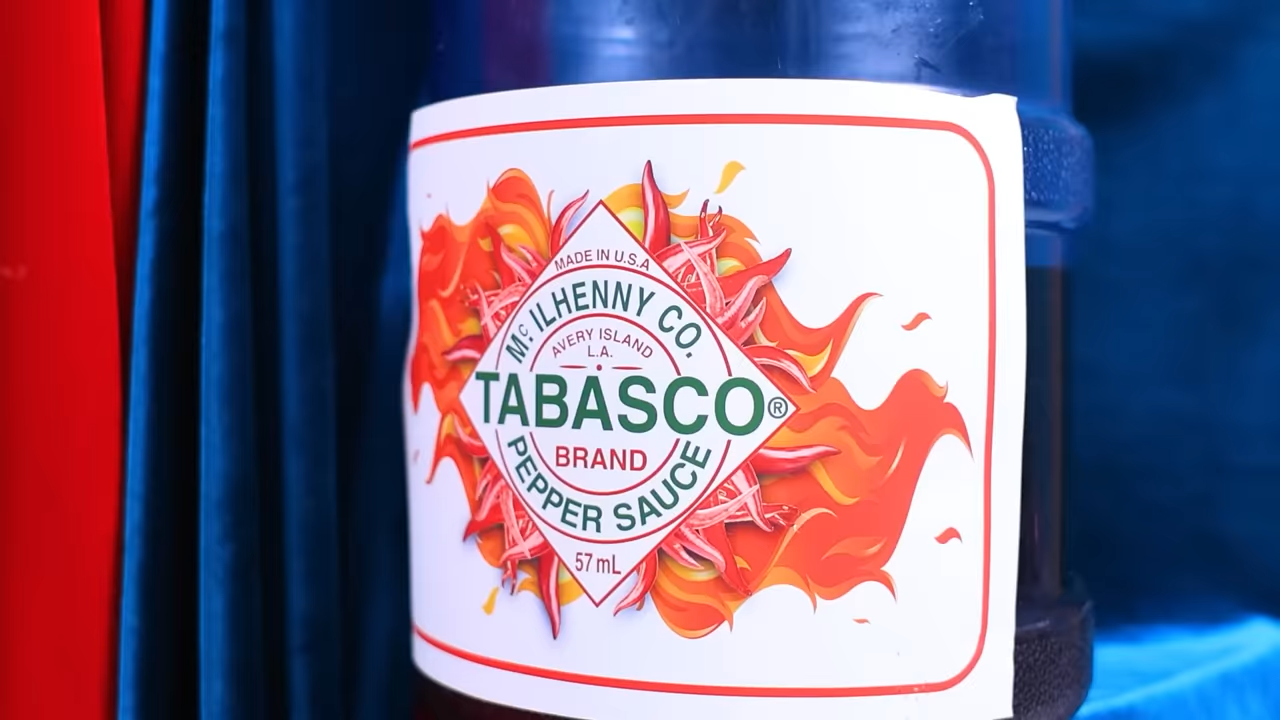 MADE IN U.S.A
Mc. ILHENNY CO.
AVERY ISLAND
L.A.
TABASCO®
BRAND
PEPPER SAUCE
57 mL